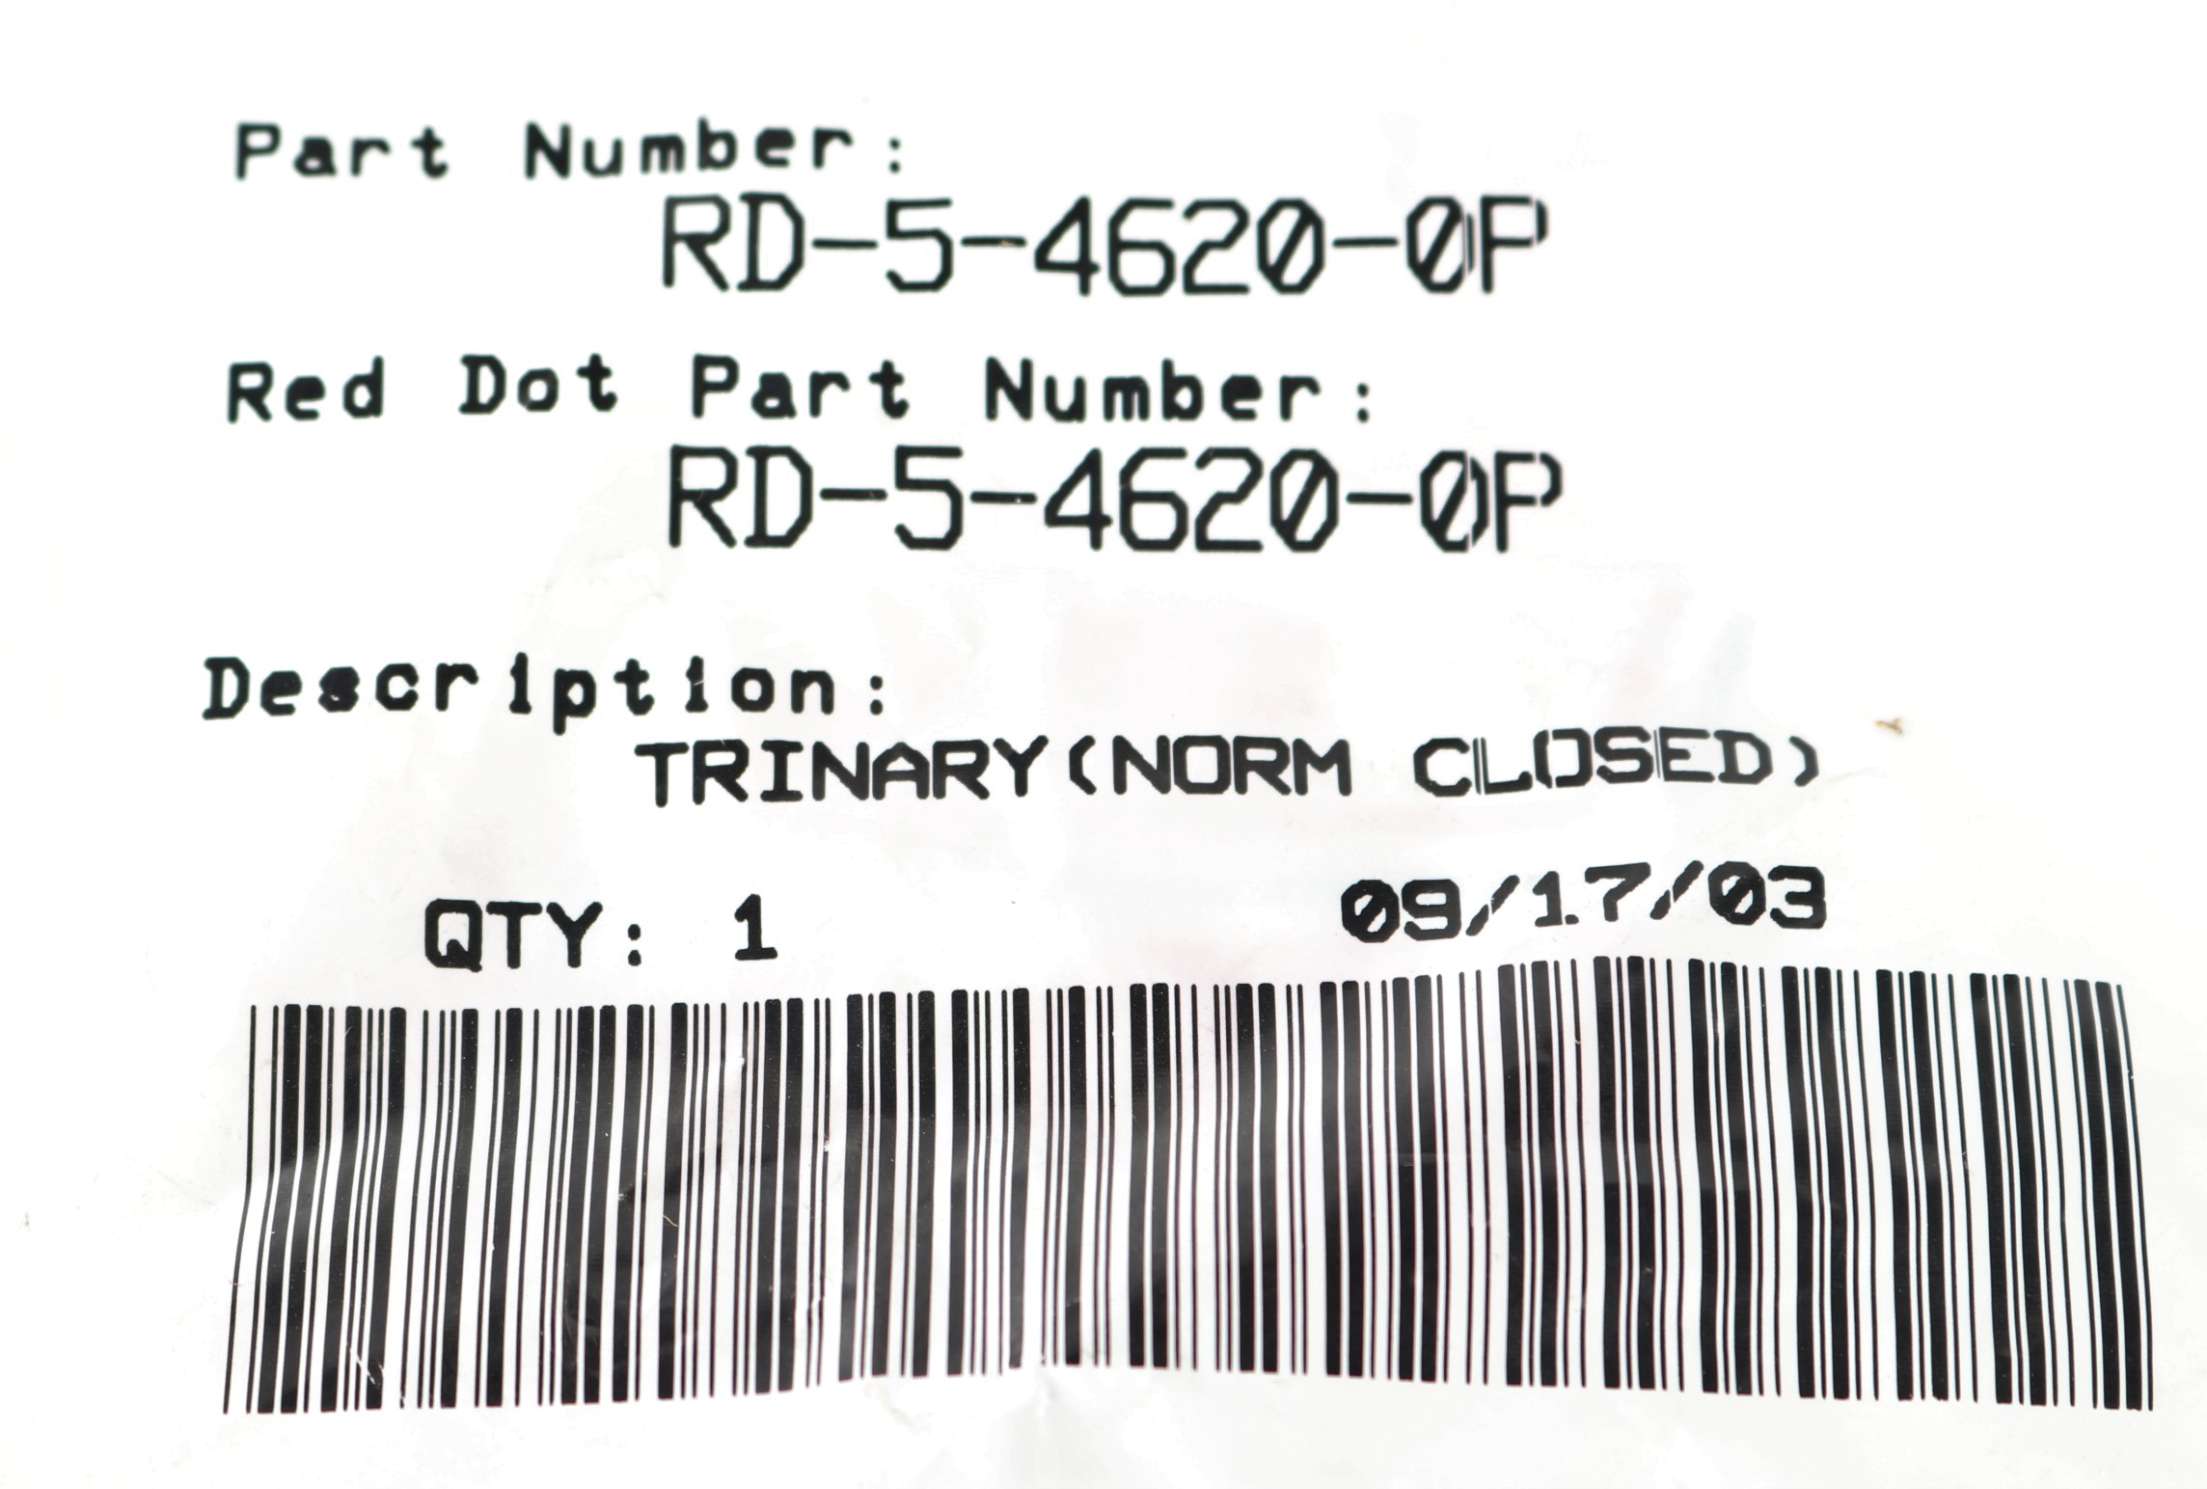 Part Number:
RD-5-4620-0P
Red Dot Part Number:
RD-5-4620-0P
Description:
TRINARY(NORM CLOSED)
QTY: 1 09/17/03